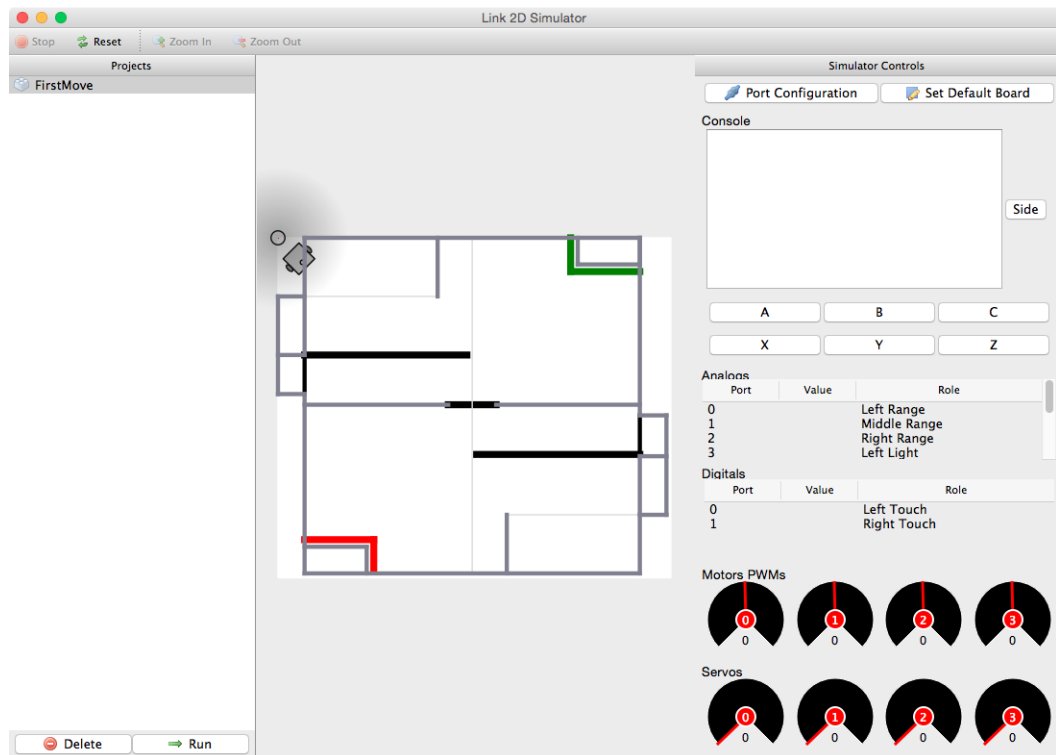 Link 2D Simulator
Stop Reset Zoom In Zoom Out
Projects
FirstMove
Delete Run
Simulator Controls
Port Configuration Set Default Board
Console
Side
A B C
X Y Z
Analogs
Port Value Role
0 Left Range
1 Middle Range
2 Right Range
3 Left Light
Digitals
Port Value Role
0 Left Touch
1 Right Touch
Motors PWMs
0 1 2 3
0 0 0 0
Servos
0 1 2 3
0 0 0 0